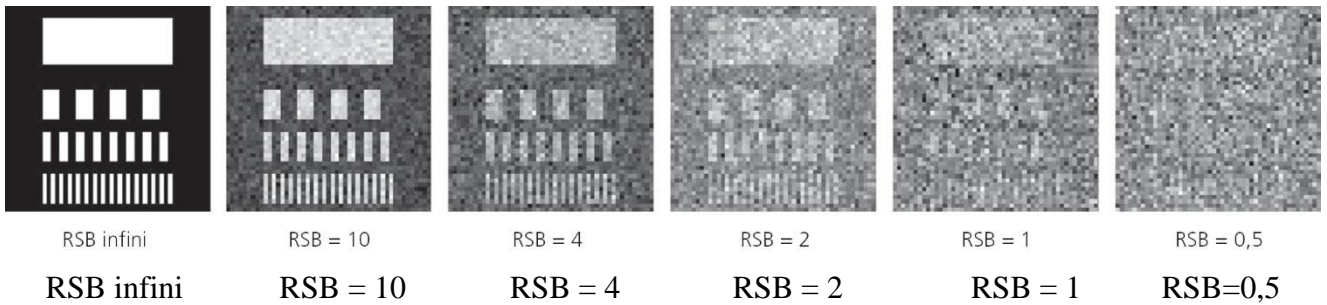 RSB infini RSB = 10 RSB = 4 RSB = 2 RSB = 1 RSB = 0,5
RSB infini RSB = 10 RSB = 4 RSB = 2 RSB = 1 RSB=0,5